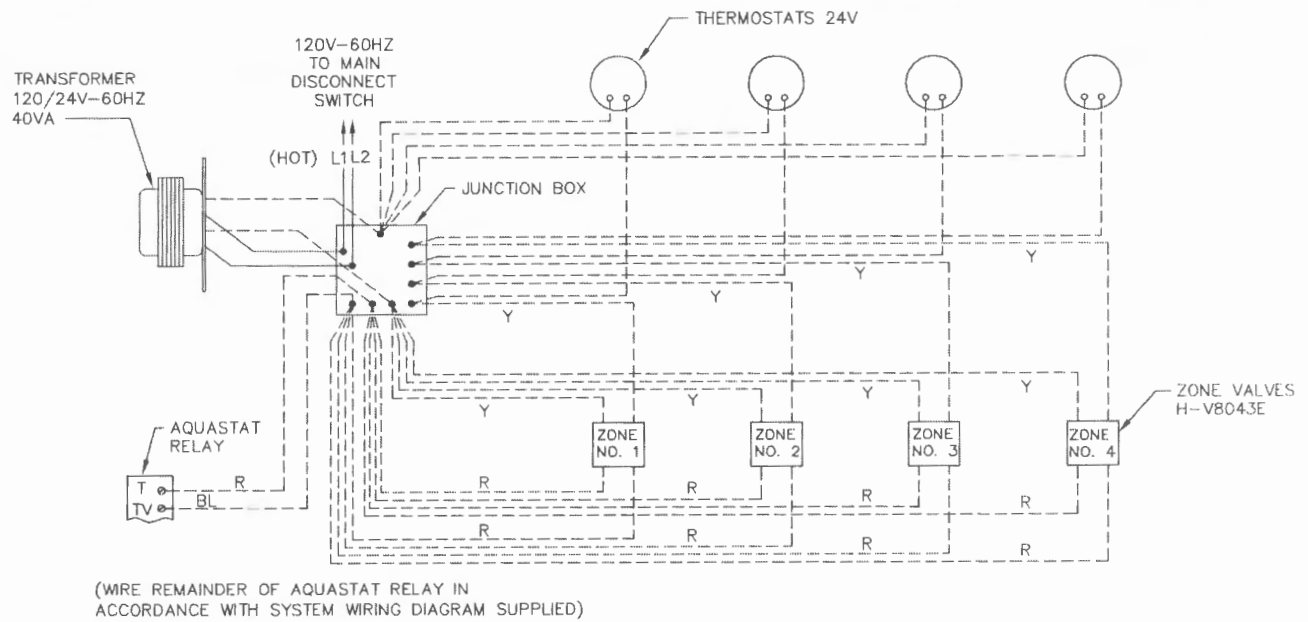 THERMOSTATS 24V
120V-60HZ
TO MAIN
DISCONNECT
SWITCH
TRANSFORMER
120/24V-60HZ
40VA
(HOT) L1 L2
JUNCTION BOX
Y
Y
Y
Y
Y
Y
Y
Y
ZONE VALVES
H-V8043E
ZONE
NO. 1
ZONE
NO. 2
ZONE
NO. 3
ZONE
NO. 4
AQUASTAT
RELAY
T
TV
R
BL
R
R
R
R
R
R
R
R
(WIRE REMAINDER OF AQUASTAT RELAY IN
ACCORDANCE WITH SYSTEM WIRING DIAGRAM SUPPLIED)